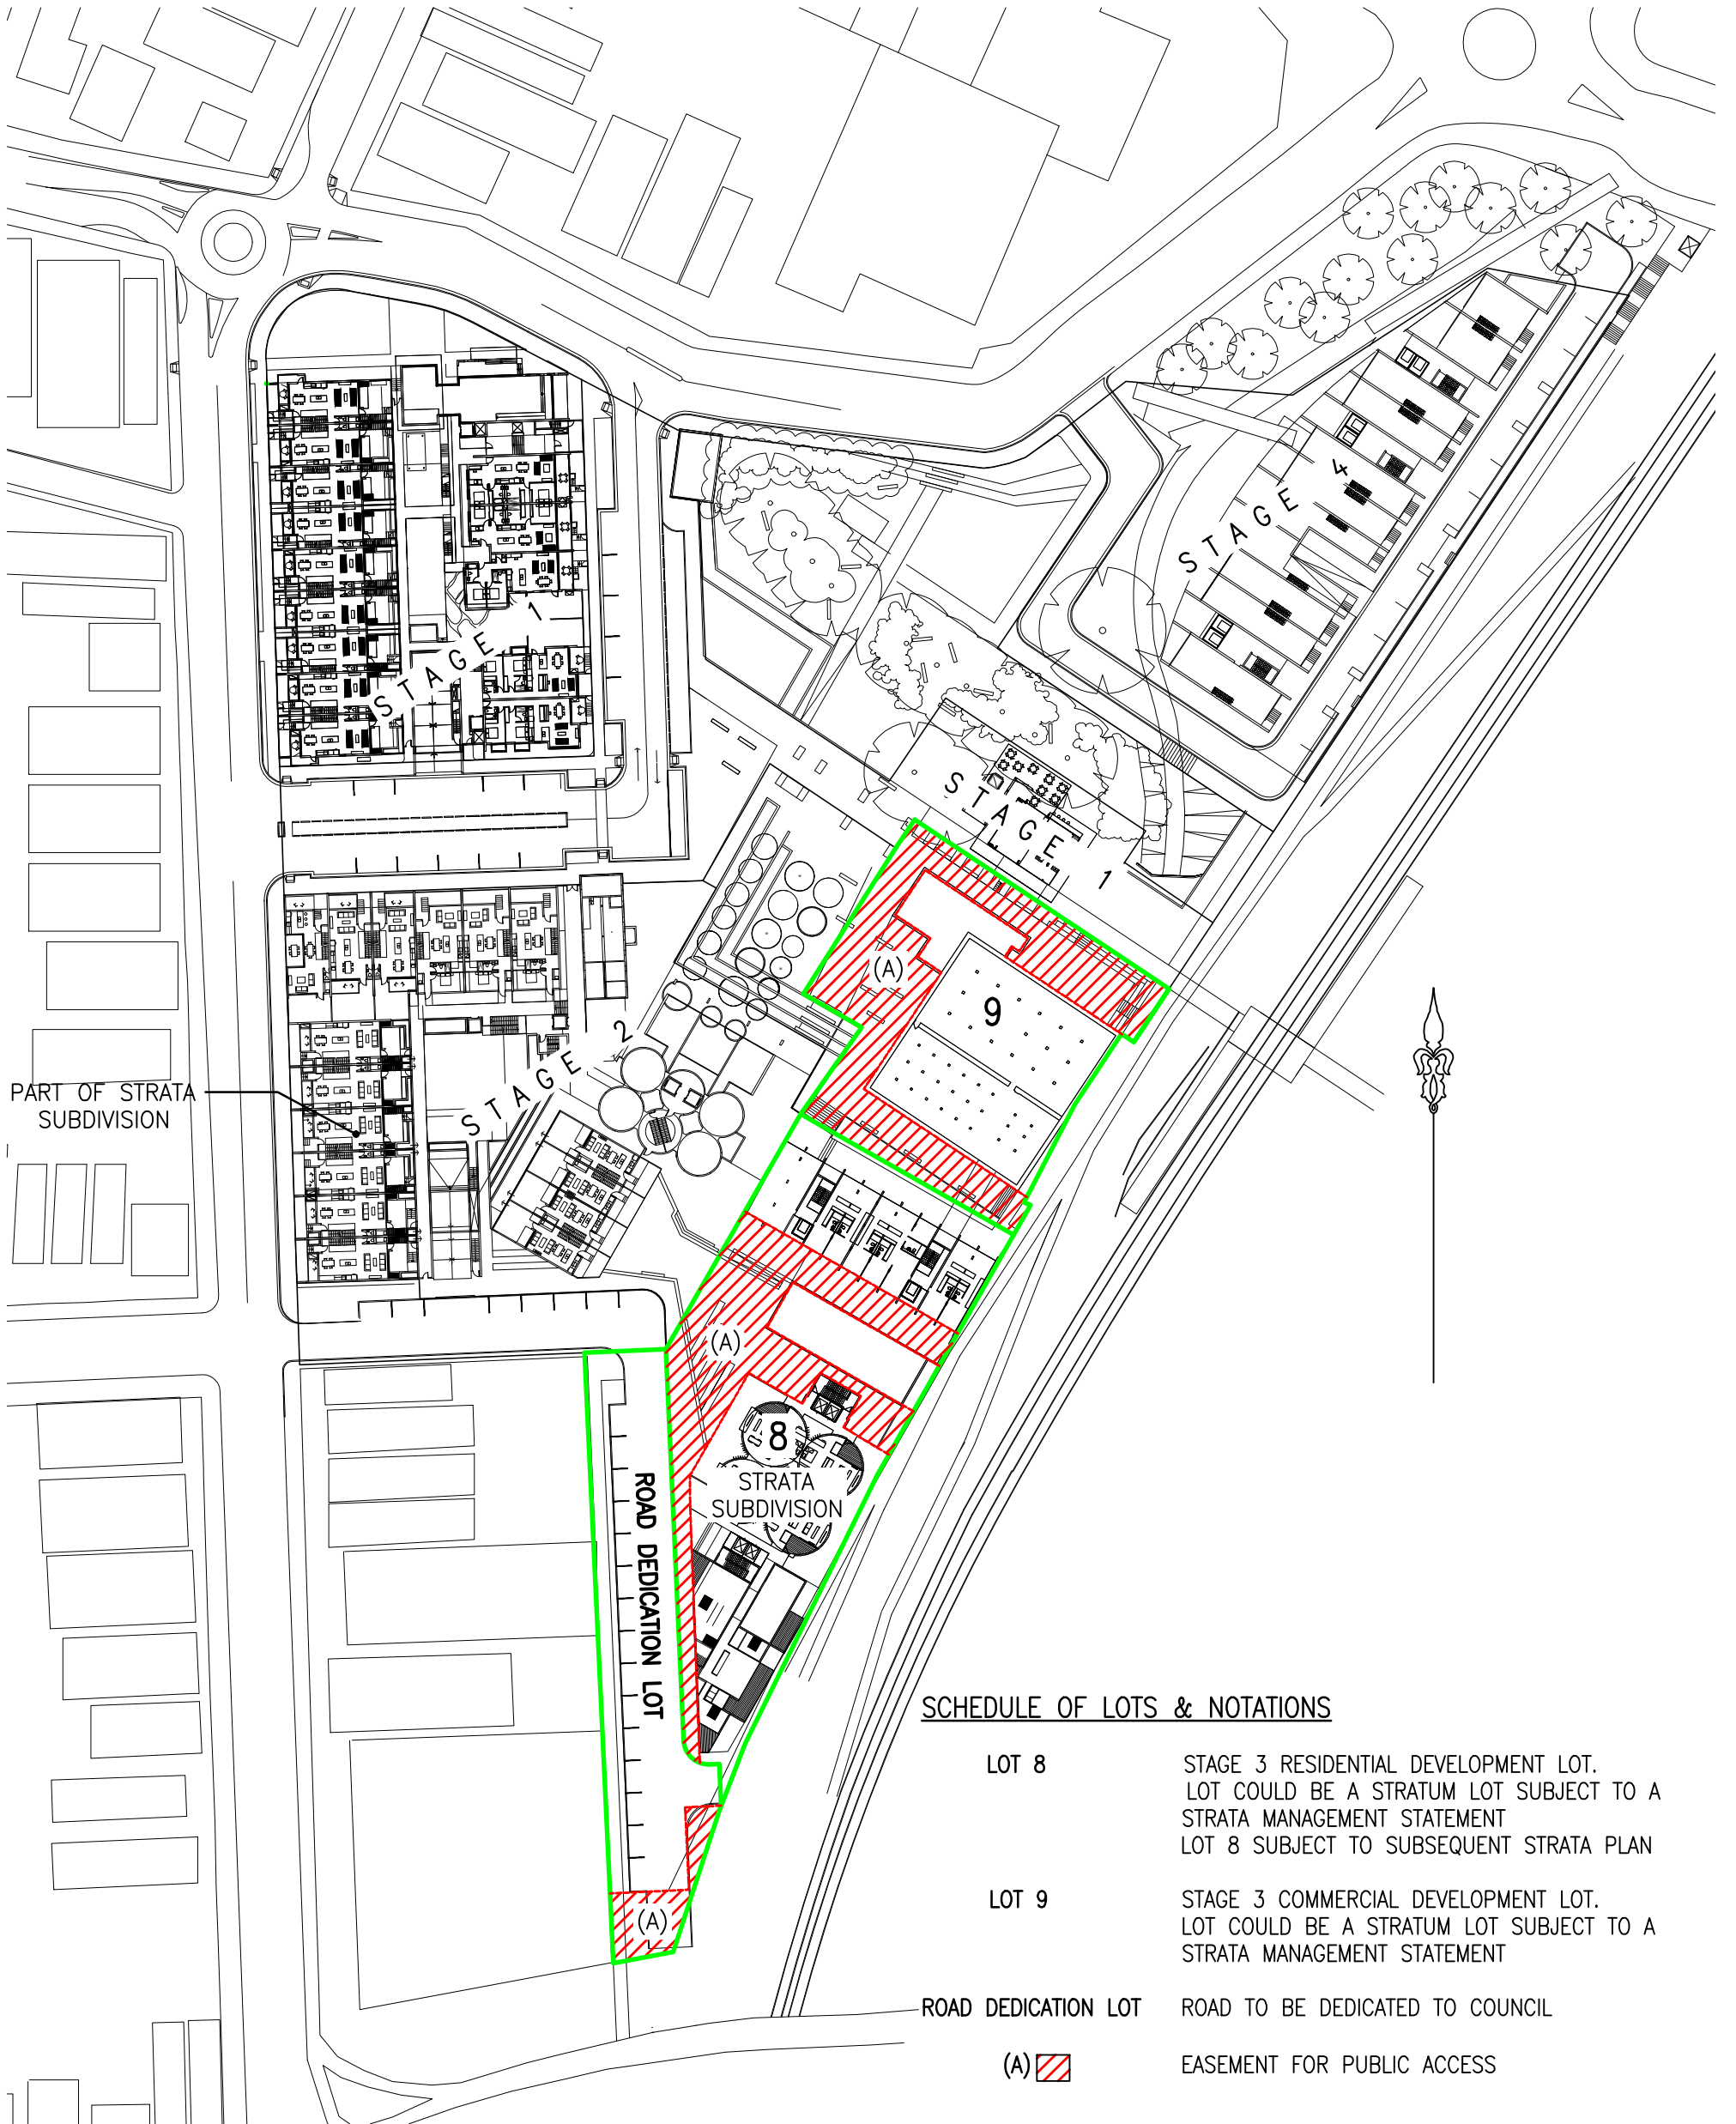 STAGE 4
STAGE 1
STAGE 1
(A)
9
STAGE 2
PART OF STRATA
SUBDIVISION
(A)
8
STRATA
SUBDIVISION
ROAD DEDICATION LOT
(A)
SCHEDULE OF LOTS & NOTATIONS
LOT 8 STAGE 3 RESIDENTIAL DEVELOPMENT LOT.
LOT COULD BE A STRATUM LOT SUBJECT TO A
STRATA MANAGEMENT STATEMENT
LOT 8 SUBJECT TO SUBSEQUENT STRATA PLAN
LOT 9 STAGE 3 COMMERCIAL DEVELOPMENT LOT.
LOT COULD BE A STRATUM LOT SUBJECT TO A
STRATA MANAGEMENT STATEMENT
ROAD DEDICATION LOT ROAD TO BE DEDICATED TO COUNCIL
(A) EASEMENT FOR PUBLIC ACCESS